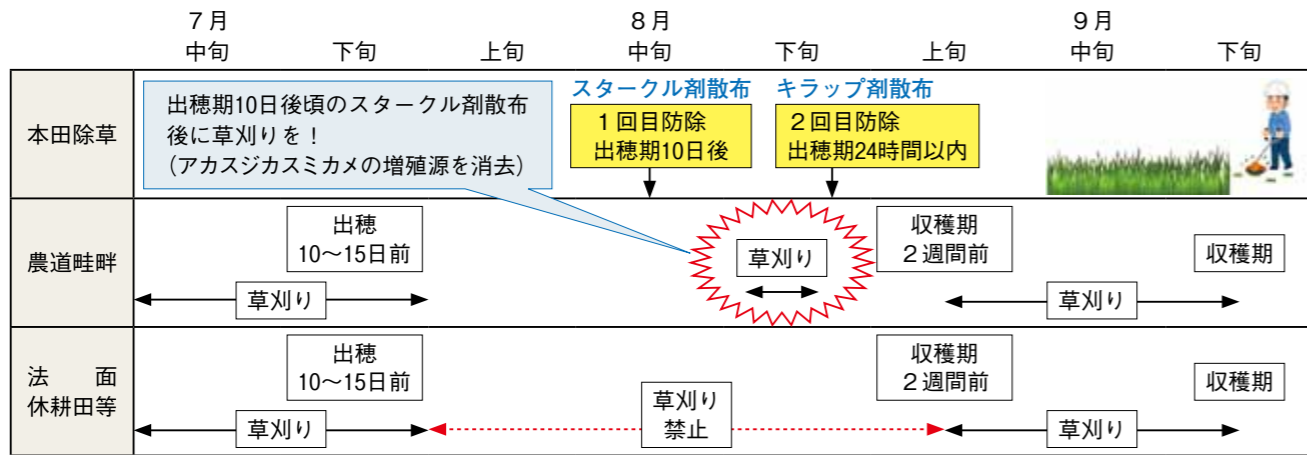 7月
8月
9月
中旬
下旬
上旬
中旬
下旬
上旬
中旬
下旬
本田除草
出穂期10日後頃のスタークル剤散布
後に草刈りを！
（アカスジカスミカメの増殖源を消去）
スタークル剤散布
1回目防除
出穂期10日後
キラップ剤散布
2回目防除
出穂期24時間以内
農道畦畔
出穂
10〜15日前
草刈り
草刈り
収穫期
2週間前
草刈り
収穫期
法　面
休耕田等
出穂
10〜15日前
草刈り
草刈り
禁止
収穫期
2週間前
草刈り
収穫期